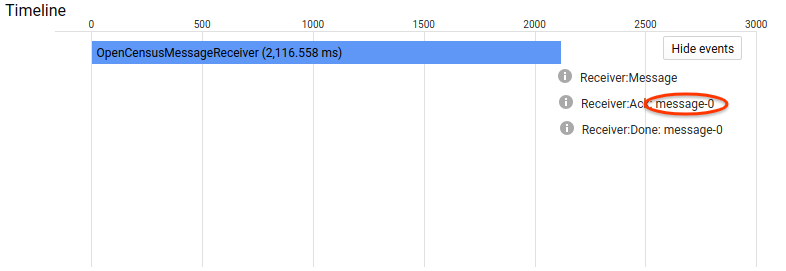 Timeline
0 500 1000 1500 2000 2500 3000
OpenCensusMessageReceiver (2,116.558 ms)
Hide events
Receiver:Message
Receiver:Ack: message-0
Receiver:Done: message-0